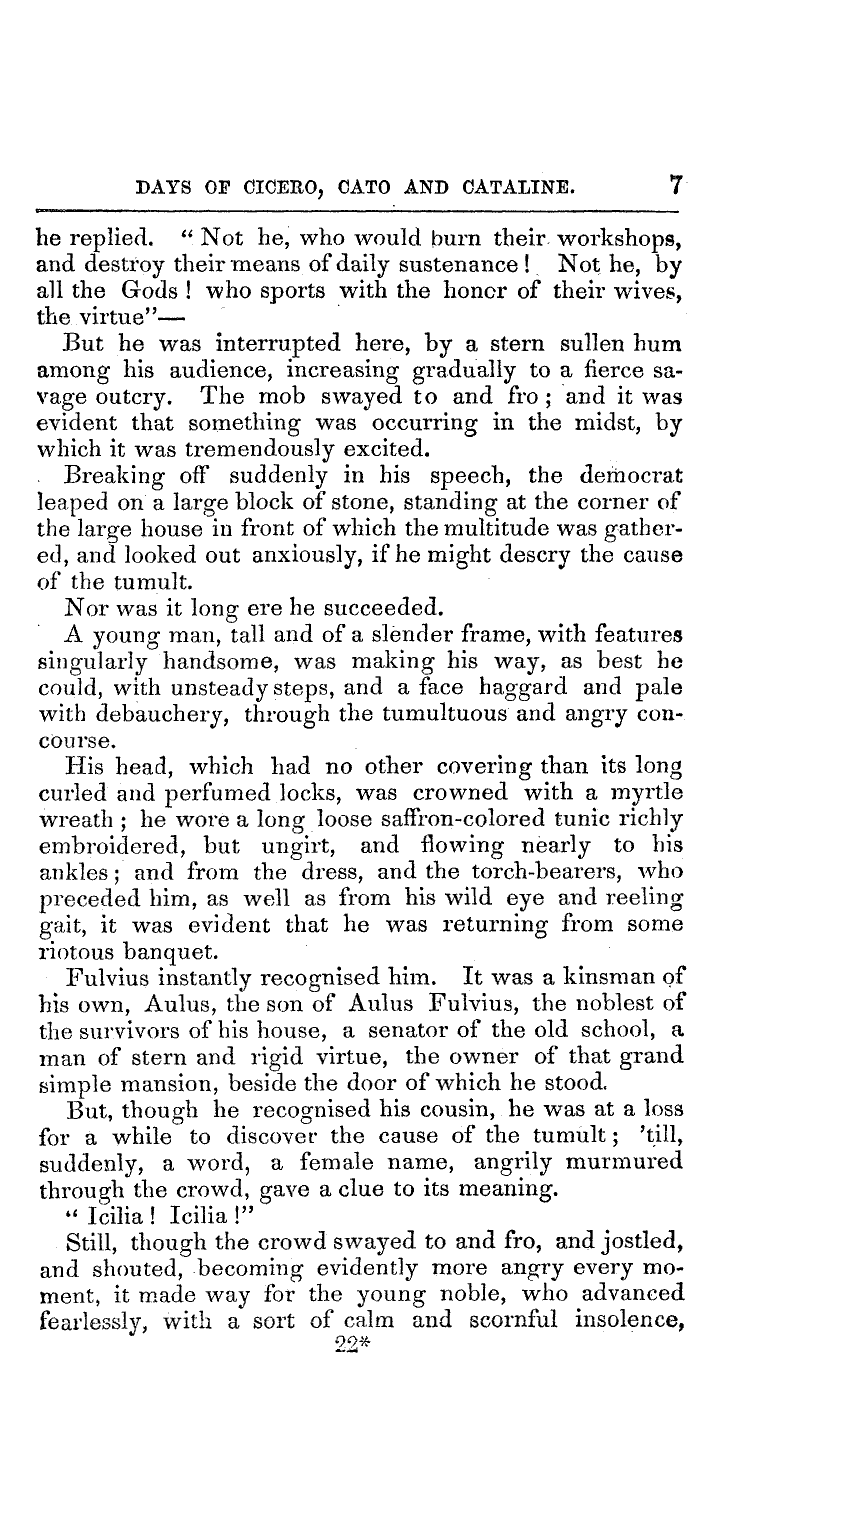 DAYS OF CICERO, CATO AND CATALINE. 7
he replied. “ Not he, who would burn their workshops,
and destroy their means of daily sustenance ! Not he, by
all the Gods ! who sports with the honor of their wives,
the virtue”—
But he was interrupted here, by a stern sullen hum
among his audience, increasing gradually to a fierce sa-
vage outcry. The mob swayed to and fro ; and it was
evident that something was occurring in the midst, by
which it was tremendously excited.
Breaking off suddenly in his speech, the democrat
leaped on a large block of stone, standing at the corner of
the large house in front of which the multitude was gather-
ed, and looked out anxiously, if he might descry the cause
of the tumult.
Nor was it long ere he succeeded.
A young man, tall and of a slender frame, with features
singularly handsome, was making his way, as best he
could, with unsteady steps, and a face haggard and pale
with debauchery, through the tumultuous and angry con-
course.
His head, which had no other covering than its long
curled and perfumed locks, was crowned with a myrtle
wreath ; he wore a long loose saffron-colored tunic richly
embroidered, but ungirt, and flowing nearly to his
ankles ; and from the dress, and the torch-bearers, who
preceded him, as well as from his wild eye and reeling
gait, it was evident that he was returning from some
riotous banquet.
Fulvius instantly recognised him. It was a kinsman of
his own, Aulus, the son of Aulus Fulvius, the noblest of
the survivors of his house, a senator of the old school, a
man of stern and rigid virtue, the owner of that grand
simple mansion, beside the door of which he stood.
But, though he recognised his cousin, he was at a loss
for a while to discover the cause of the tumult ; ’till,
suddenly, a word, a female name, angrily murmured
through the crowd, gave a clue to its meaning.
“ Icilia ! Icilia !”
Still, though the crowd swayed to and fro, and jostled,
and shouted, becoming evidently more angry every mo-
ment, it made way for the young noble, who advanced
fearlessly, with a sort of calm and scornful insolence,
22*